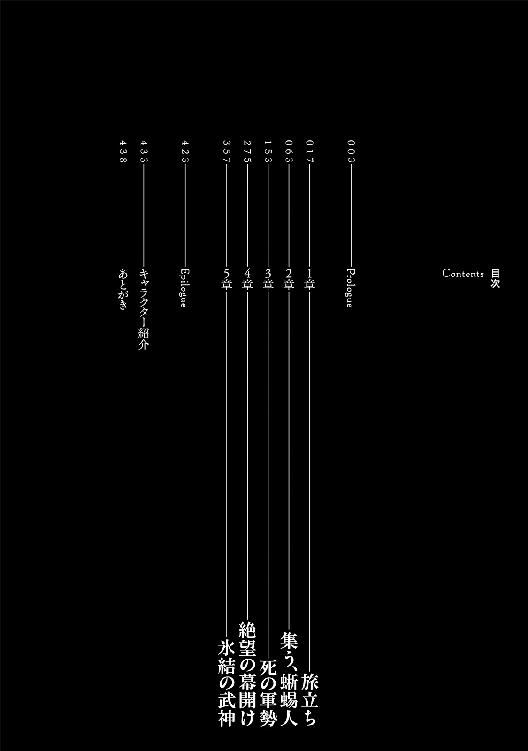 目次
Contents
Prologue 003
1章 旅立ち 017
2章 集う、蜥蜴人 063
3章 死の軍勢 153
4章 絶望の幕開け 275
5章 氷結の武神 357
Epilogue 423
キャラクター紹介 433
あとがき 438